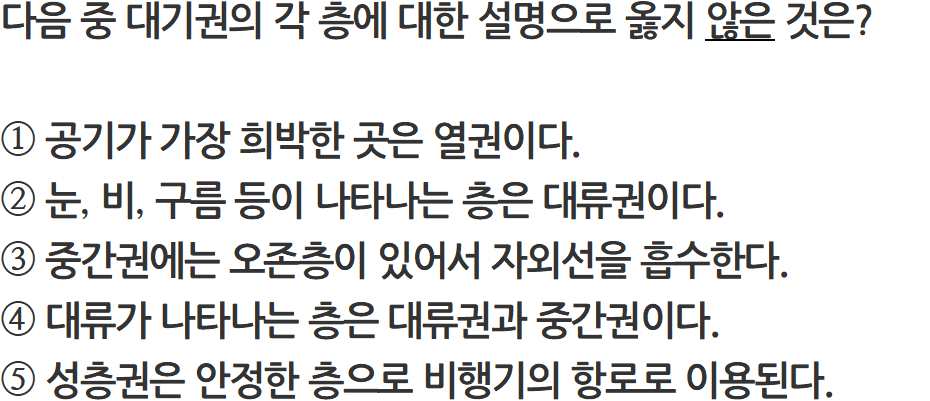 다음 중 대기권의 각 층에 대한 설명으로 옳지 않은 것은?
① 공기가 가장 희박한 곳은 열권이다.
② 눈, 비, 구름 등이 나타나는 층은 대류권이다.
③ 중간권에는 오존층이 있어서 자외선을 흡수한다.
④ 대류가 나타나는 층은 대류권과 중간권이다.
⑤ 성층권은 안정한 층으로 비행기의 항로로 이용된다.